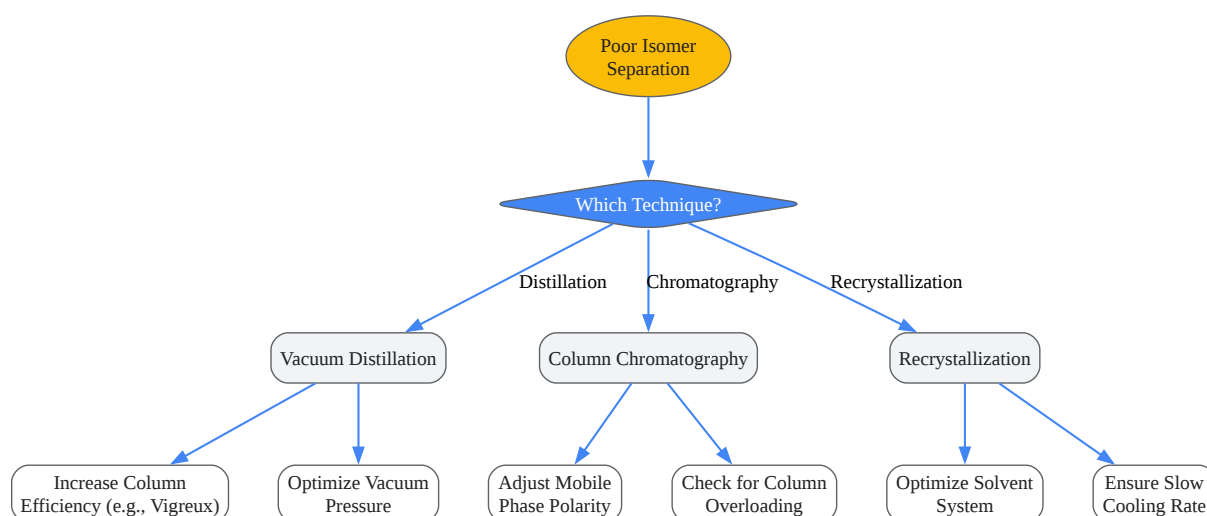 Poor Isomer
Separation
Which Technique?
Distillation
Chromatography
Recrystallization
Vacuum Distillation
Column Chromatography
Recrystallization
Increase Column
Efficiency (e.g., Vigreux)
Optimize Vacuum
Pressure
Adjust Mobile
Phase Polarity
Check for Column
Overloading
Optimize Solvent
System
Ensure Slow
Cooling Rate